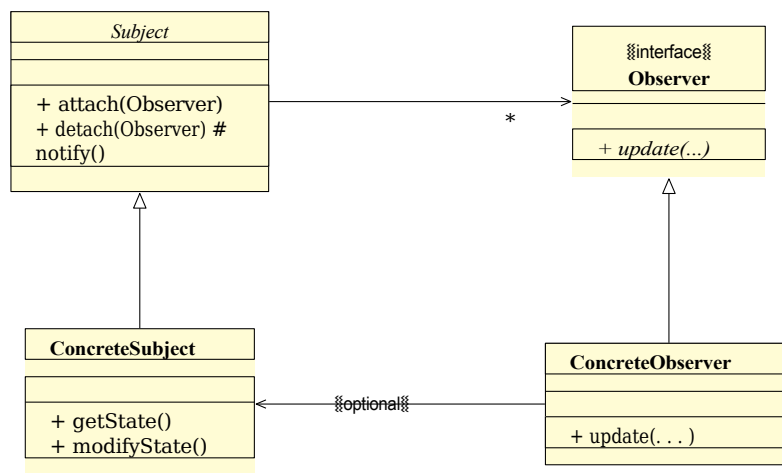 Subject
+ attach(Observer)
+ detach(Observer) #
notify()
*
interface
Observer
+ update(...)
ConcreteSubject
+ getState()
+ modifyState()
optional
ConcreteObserver
+ update(. . . )